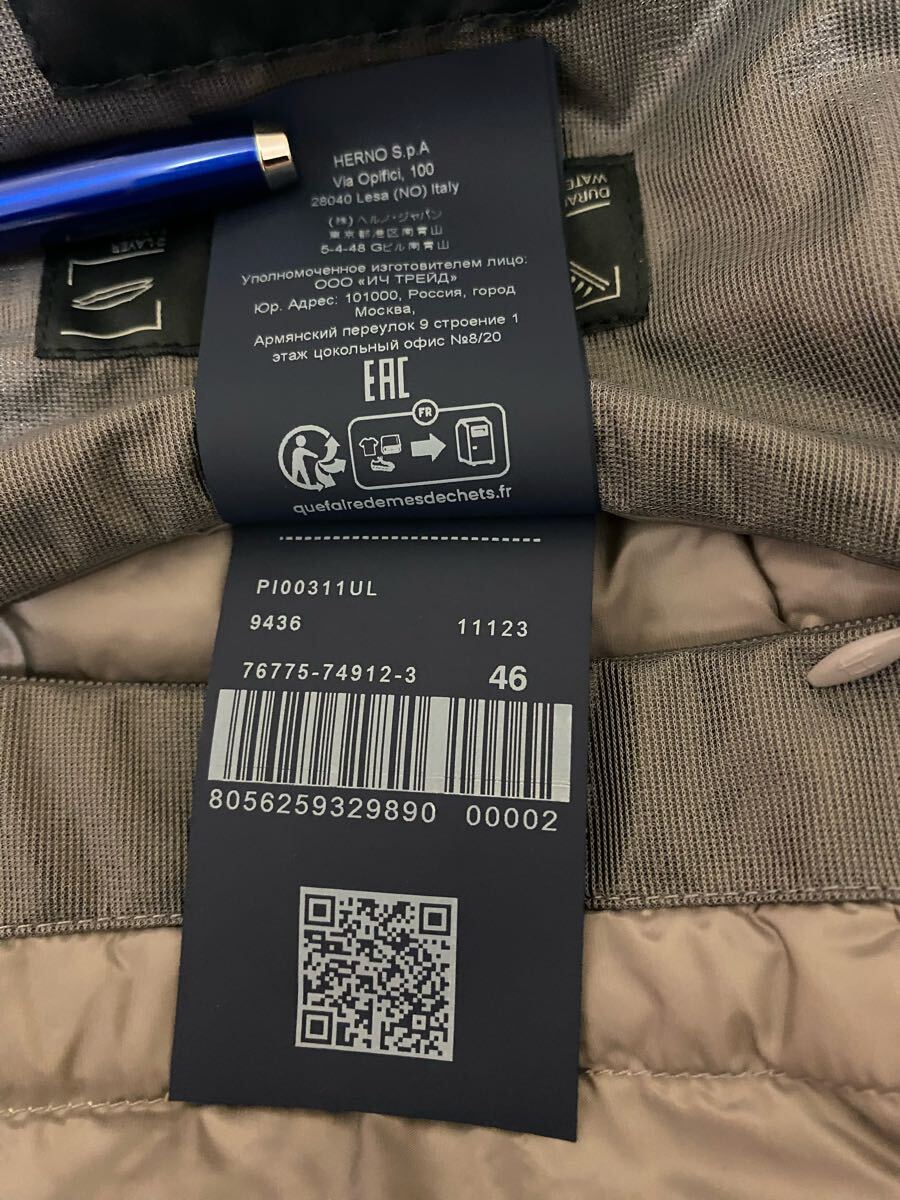 HERNO S.p.A
Via Opifici, 100
28040 Lesa (NO) Italy
(株) ヘルノ・ジャパン
東京都港区南青山
5-4-48 Gビル南青山
Уполномоченное изготовителем лицо:
ООО «ИЧ ТРЕЙД»
Юр. Адрес: 101000, Россия, город
Москва,
Армянский переулок 9 строение 1
этаж цокольный офис №8/20
EAC
FR
quefairedemesdechets.fr
PI00311UL
9436 11123
76775-74912-3 46
8056259329890 00002
PLAYER
DURA
WATE